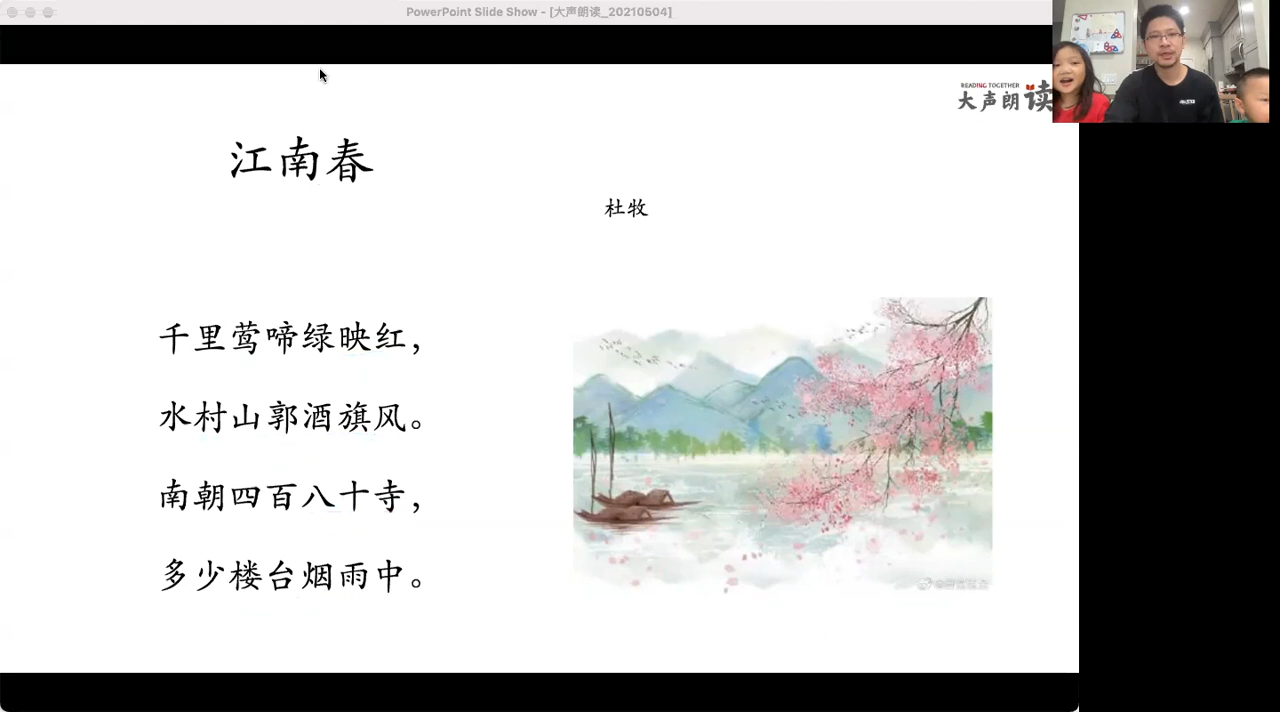 PowerPoint Slide Show - [大声朗读_20210504]
READING TOGETHER
大声朗读
江南春
杜牧
千里莺啼绿映红，
水村山郭酒旗风。
南朝四百八十寺，
多少楼台烟雨中。